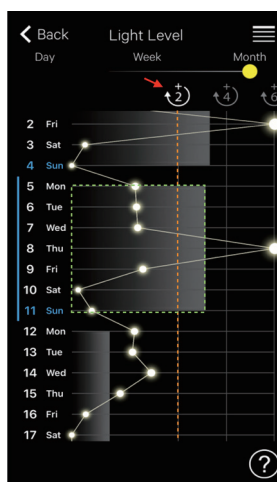 Back Light Level
Day Week Month
+2 +4 +6
2 Fri
3 Sat
4 Sun
5 Mon
6 Tue
7 Wed
8 Thu
9 Fri
10 Sat
11 Sun
12 Mon
13 Tue
14 Wed
15 Thu
16 Fri
17 Sat
?